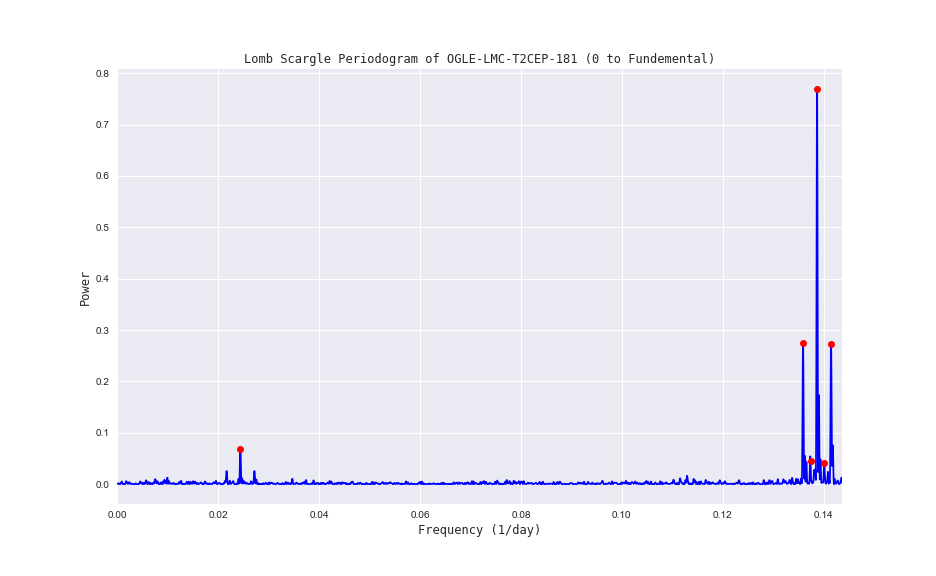 Lomb Scargle Periodogram of OGLE-LMC-T2CEP-181 (0 to Fundemental)
0.8
0.7
0.6
0.5
0.4
0.3
0.2
0.1
0.0
Power
0.00 0.02 0.04 0.06 0.08 0.10 0.12 0.14
Frequency (1/day)